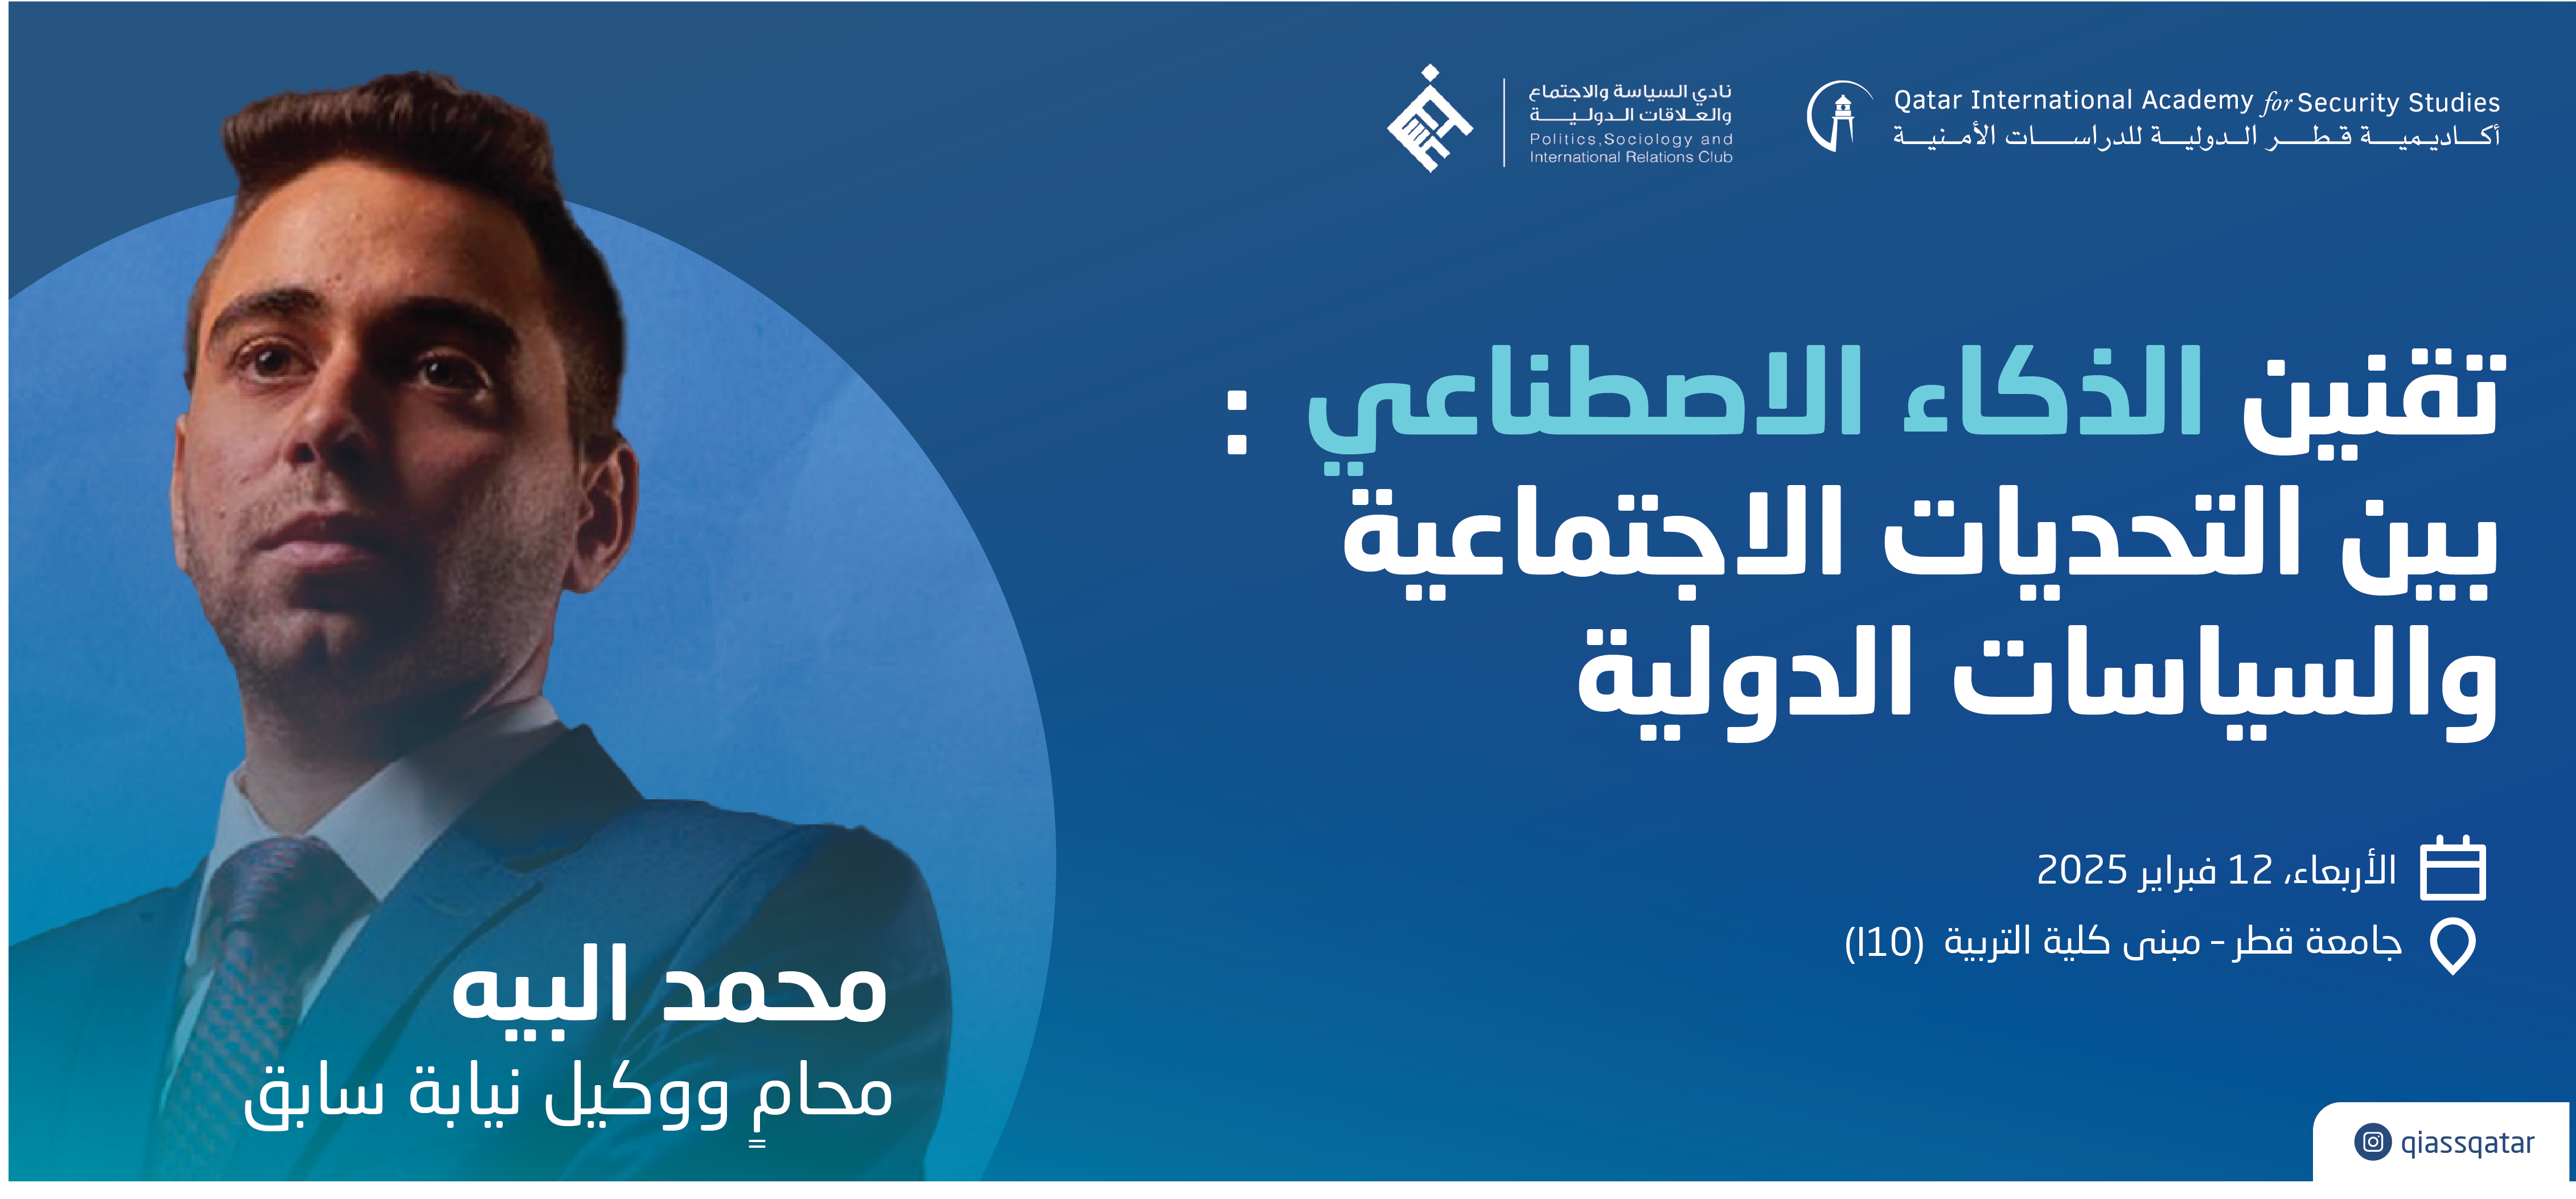 Qatar International Academy for Security Studies
أكاديمية قطر الدولية للدراسات الأمنية
نادي السياسة والاجتماع
والعلاقات الدولية
Politics,Sociology and
International Relations Club
تقنين الذكاء الاصطناعي :
بين التحديات الاجتماعية
والسياسات الدولية
الأربعاء، 12 فبراير 2025
جامعة قطر - مبنى كلية التربية (I10)
محمد البيه
محامٍ ووكيل نيابة سابق
qiassqatar